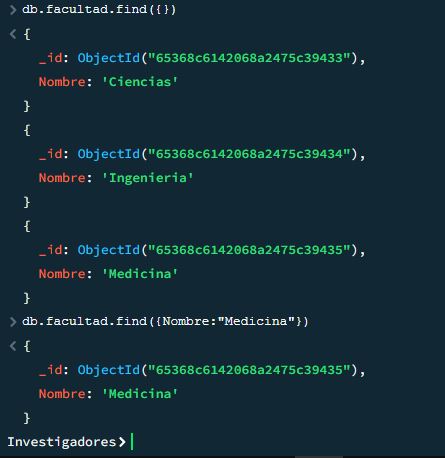 > db.facultad.find({})
< {
_id: ObjectId("65368c6142068a2475c39433"),
Nombre: 'Ciencias'
}
{
_id: ObjectId("65368c6142068a2475c39434"),
Nombre: 'Ingenieria'
}
{
_id: ObjectId("65368c6142068a2475c39435"),
Nombre: 'Medicina'
}
> db.facultad.find({Nombre:"Medicina"})
< {
_id: ObjectId("65368c6142068a2475c39435"),
Nombre: 'Medicina'
}
Investigadores>